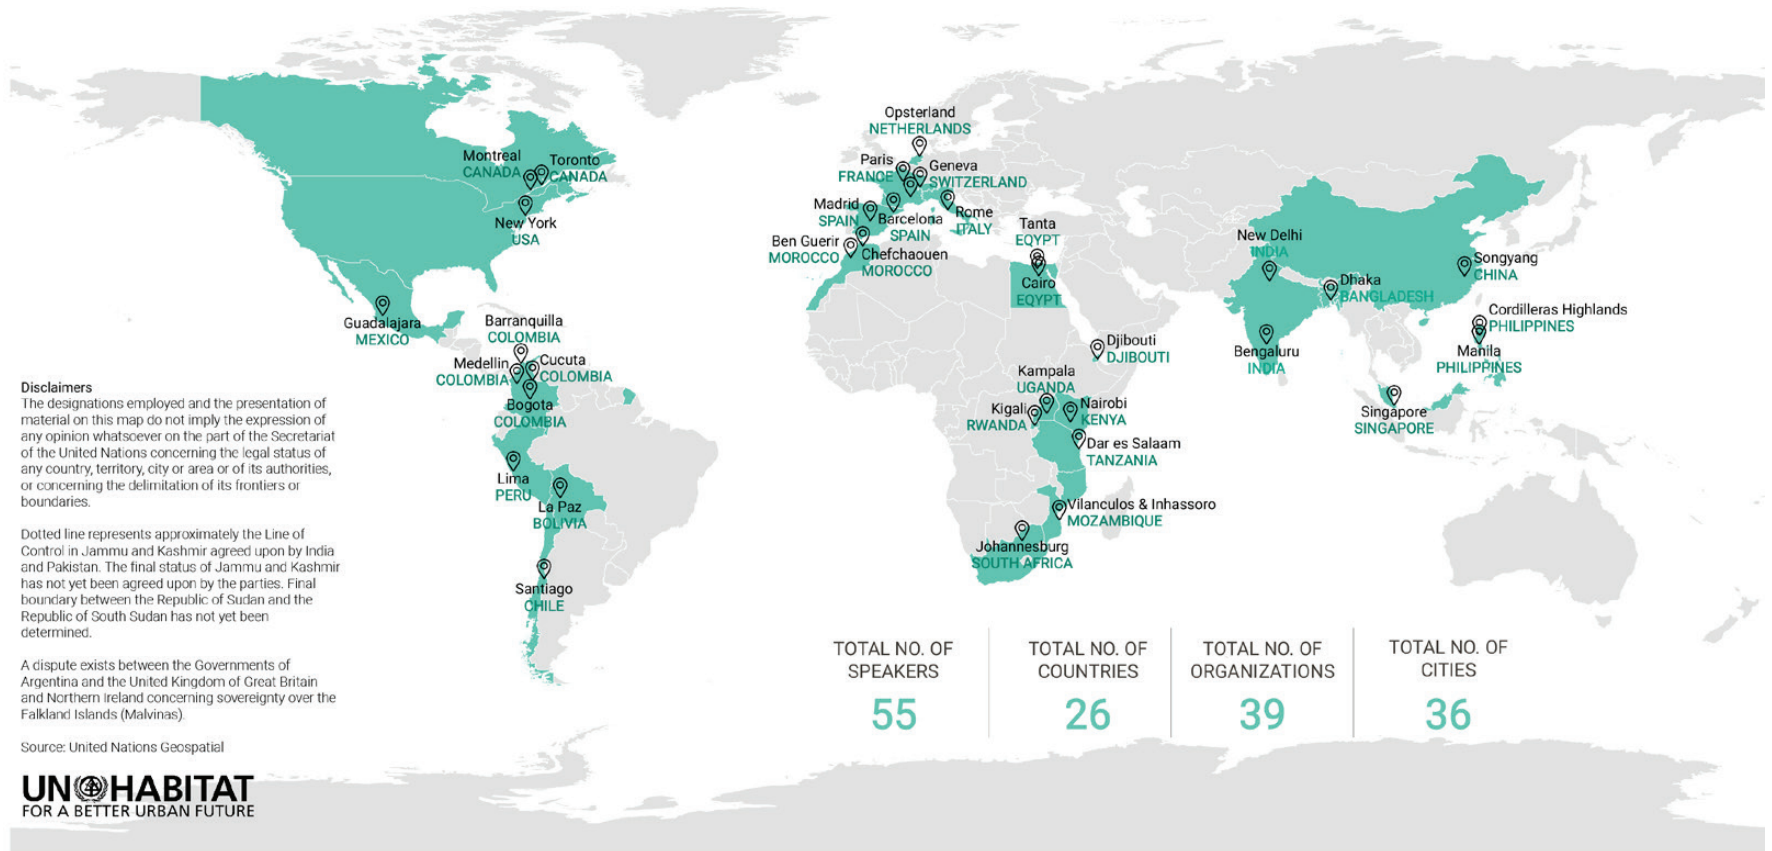 Opsterland
NETHERLANDS
Montreal
CANADA
Toronto
CANADA
Paris
FRANCE
Geneva
SWITZERLAND
New York
USA
Madrid
SPAIN
Barcelona
SPAIN
Rome
ITALY
Tanta
EQYPT
New Delhi
INDIA
Ben Guerir
MOROCCO
Chefchaouen
MOROCCO
Songyang
CHINA
Cairo
EQYPT
Dhaka
BANGLADESH
Guadalajara
MEXICO
Barranquilla
COLOMBIA
Cordilleras Highlands
PHILIPPINES
Djibouti
DJIBOUTI
Bengaluru
INDIA
Manila
PHILIPPINES
Medellin
COLOMBIA
Cucuta
COLOMBIA
Kampala
UGANDA
Bogota
COLOMBIA
Kigali
RWANDA
Nairobi
KENYA
Singapore
SINGAPORE
Dar es Salaam
TANZANIA
Lima
PERU
La Paz
BOLIVIA
Vilanculos & Inhassoro
MOZAMBIQUE
Johannesburg
SOUTH AFRICA
Santiago
CHILE
Disclaimers
The designations employed and the presentation of
material on this map do not imply the expression of
any opinion whatsoever on the part of the Secretariat
of the United Nations concerning the legal status of
any country, territory, city or area or of its authorities,
or concerning the delimitation of its frontiers or
boundaries.
Dotted line represents approximately the Line of
Control in Jammu and Kashmir agreed upon by India
and Pakistan. The final status of Jammu and Kashmir
has not yet been agreed upon by the parties. Final
boundary between the Republic of Sudan and the
Republic of South Sudan has not yet been
determined.
A dispute exists between the Governments of
Argentina and the United Kingdom of Great Britain
and Northern Ireland concerning sovereignty over the
Falkland Islands (Malvinas).
Source: United Nations Geospatial
UN HABITAT
FOR A BETTER URBAN FUTURE
TOTAL NO. OF
SPEAKERS
55
TOTAL NO. OF
COUNTRIES
26
TOTAL NO. OF
ORGANIZATIONS
39
TOTAL NO. OF
CITIES
36